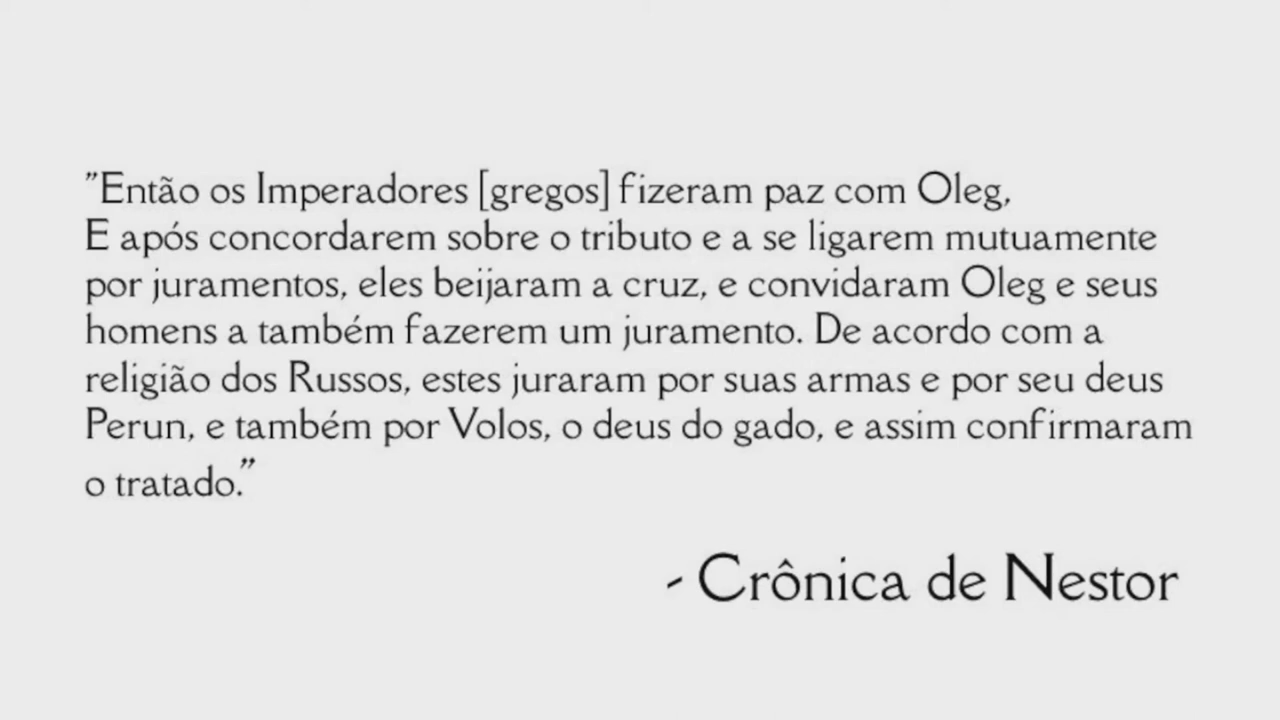 "Então os Imperadores [gregos] fizeram paz com Oleg,
E após concordarem sobre o tributo e a se ligarem mutuamente
por juramentos, eles beijaram a cruz, e convidaram Oleg e seus
homens a também fazerem um juramento. De acordo com a
religião dos Russos, estes juraram por suas armas e por seu deus
Perun, e também por Volos, o deus do gado, e assim confirmaram
o tratado."
- Crônica de Nestor